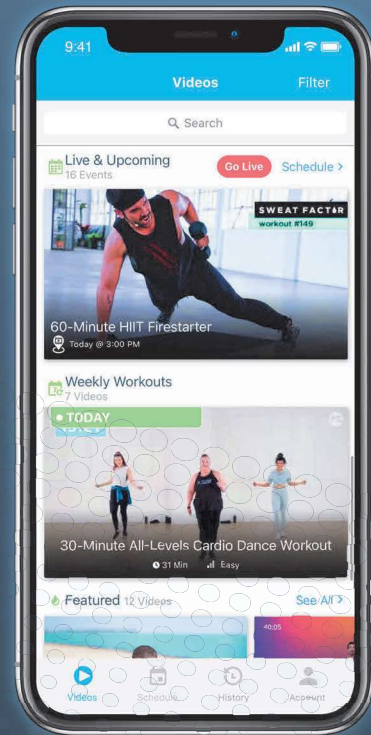 9:41
Videos Filter
Search
Live & Upcoming
16 Events
Go Live Schedule >
SWEAT FACTOR
workout #149
60-Minute HIIT Firestarter
Today @ 3:00 PM
Weekly Workouts
7 Videos
• TODAY
30-Minute All-Levels Cardio Dance Workout
31 Min Easy
Featured 12 Videos See All >
40:05
Videos Schedule History Account